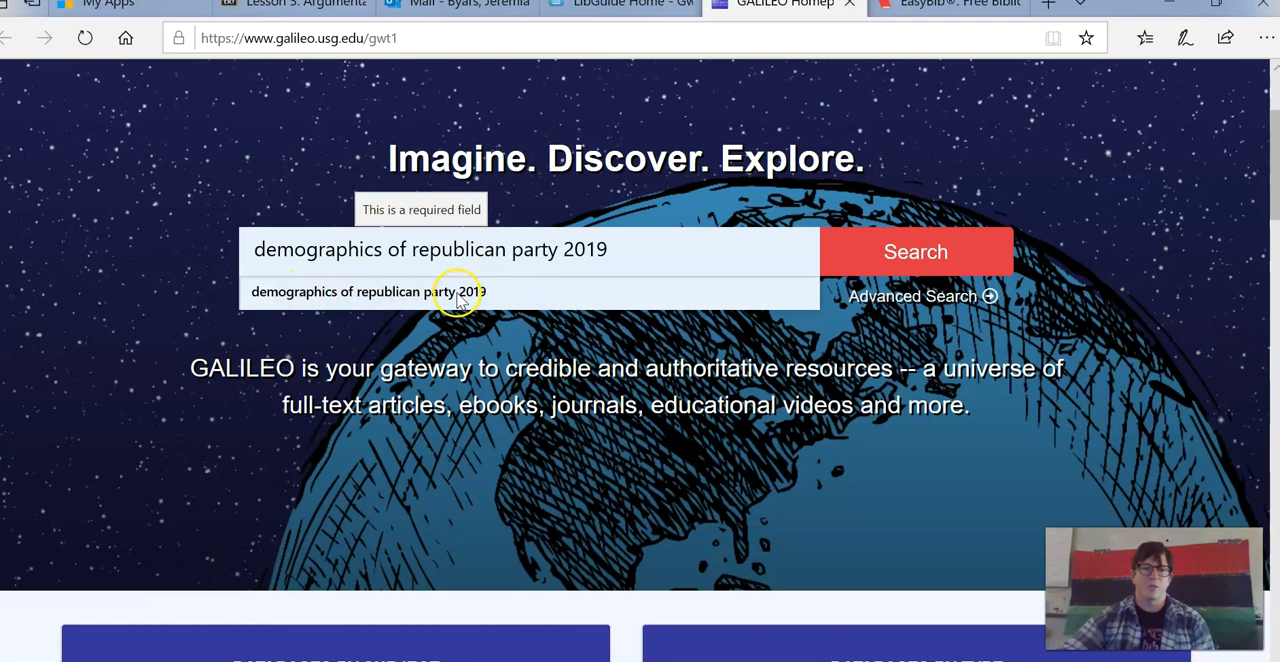 My Apps
Lesson 3. Argumenta
Mail - Byars, Jeremia
LibGuide Home - Gw
GALILEO Homep
EasyBib®: Free Biblic
https://www.galileo.usg.edu/gwt1
Imagine. Discover. Explore.
This is a required field
demographics of republican party 2019
Search
demographics of republican party 2019
Advanced Search
GALILEO is your gateway to credible and authoritative resources -- a universe of
full-text articles, ebooks, journals, educational videos and more.